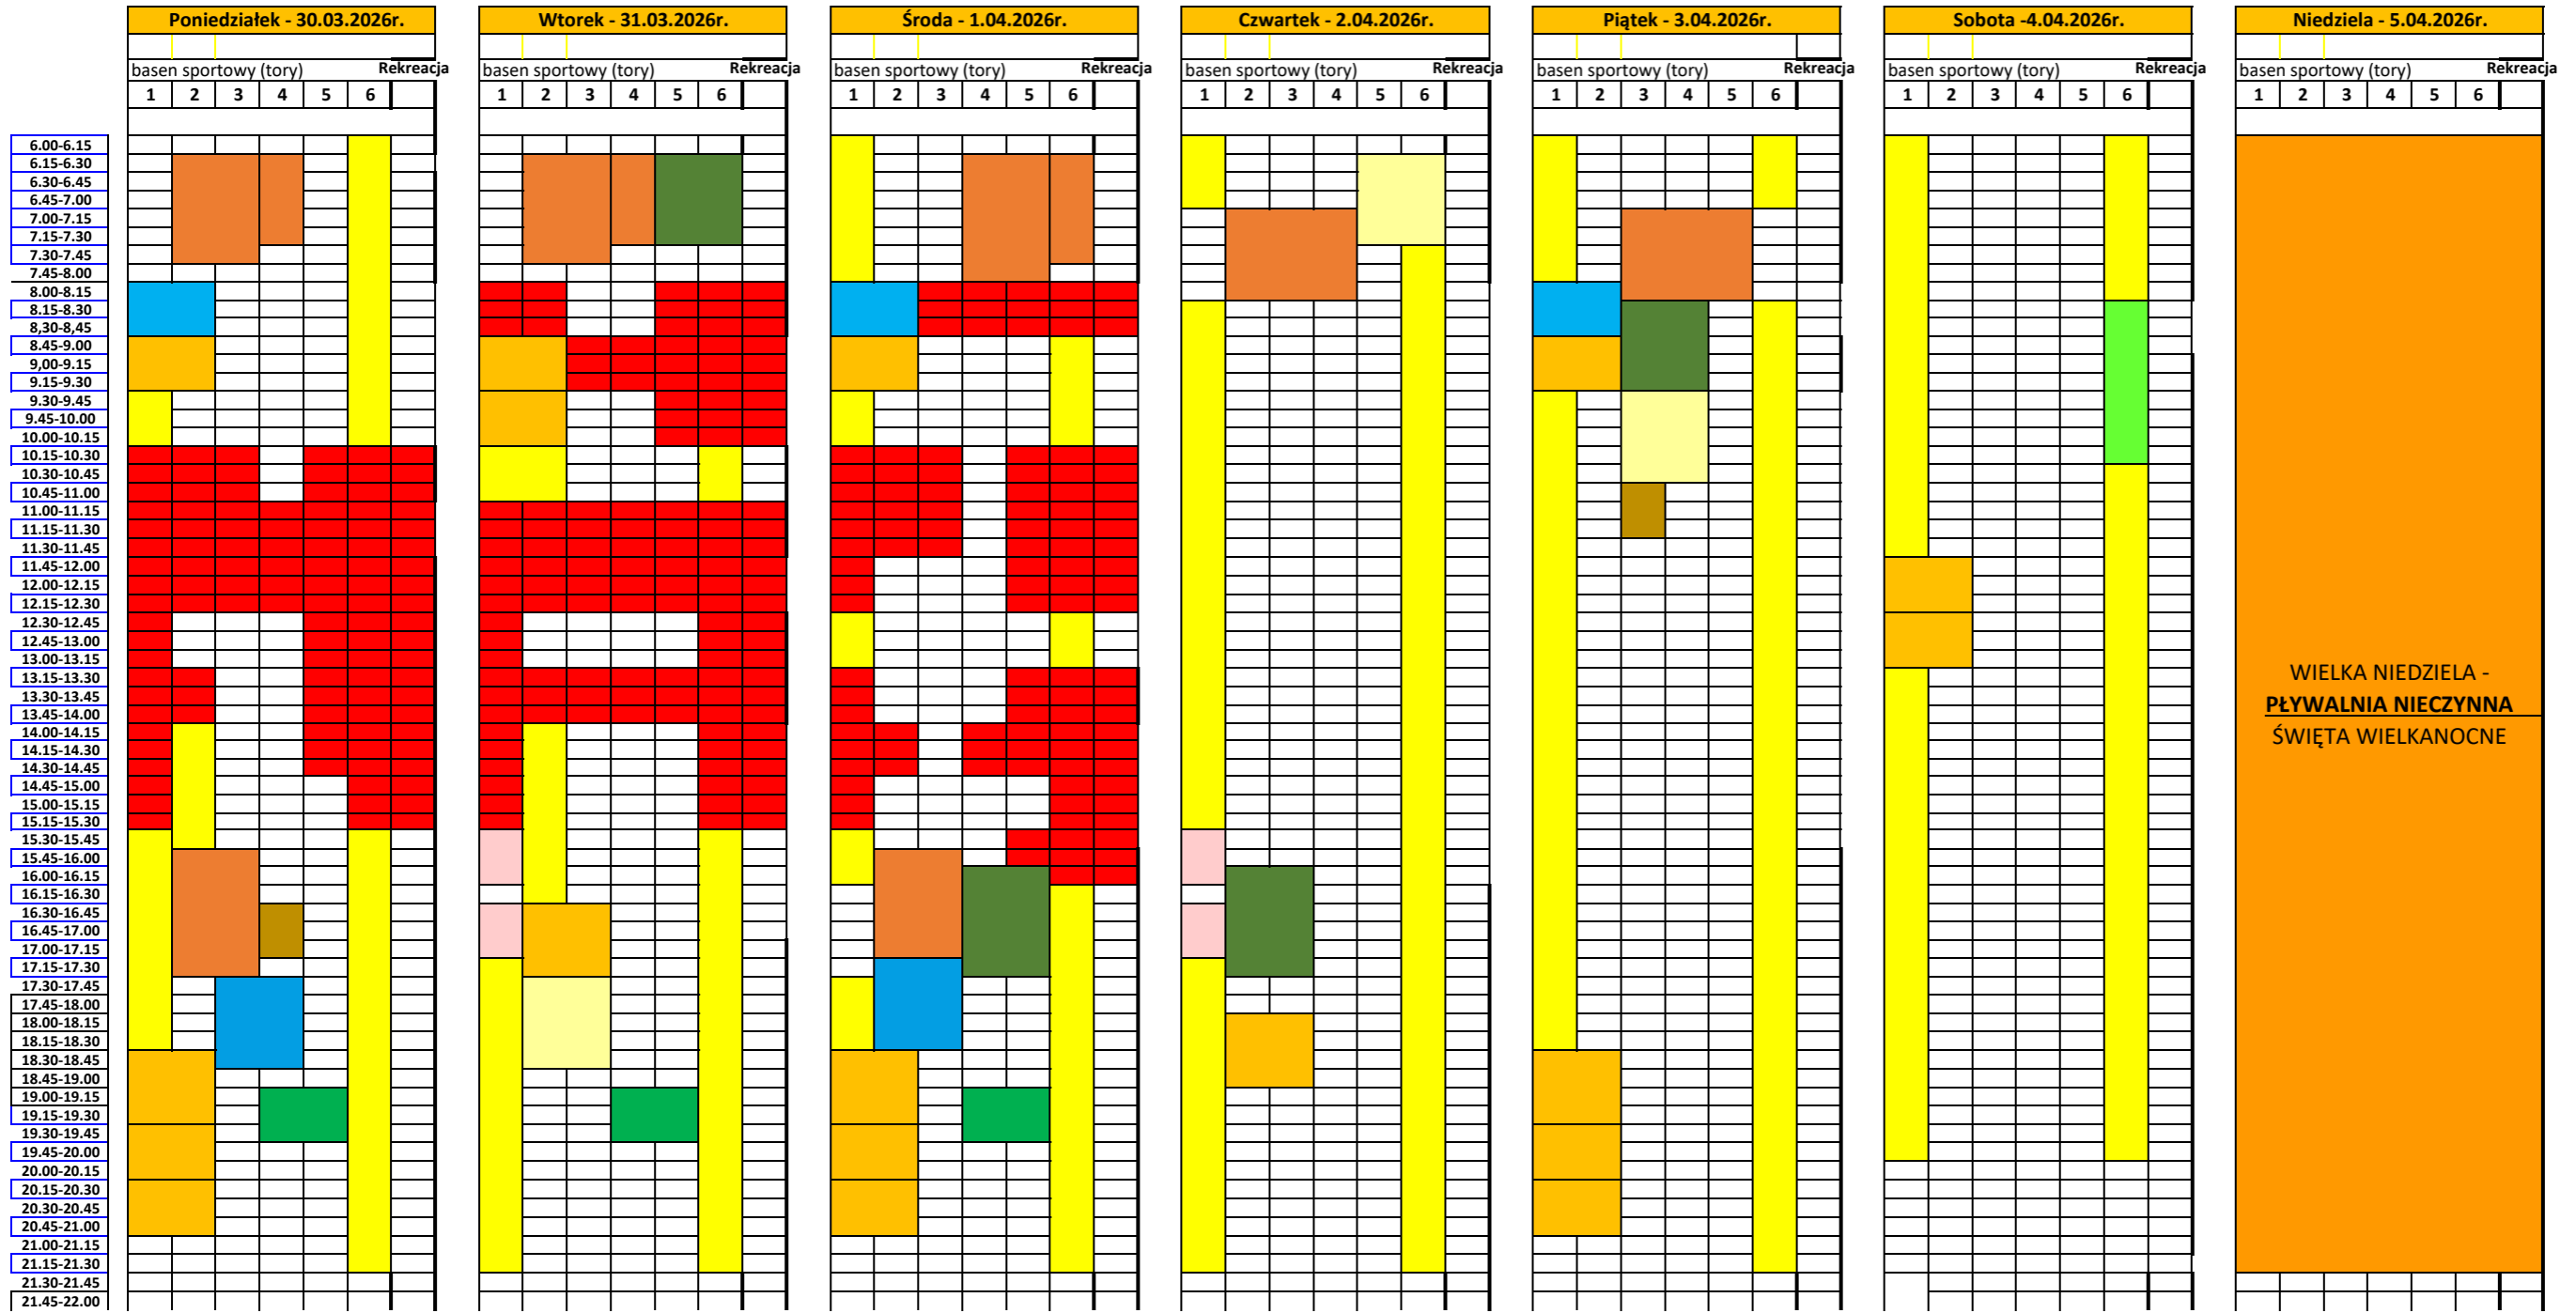 Poniedziałek - 30.03.2026r.
Wtorek - 31.03.2026r.
Środa - 1.04.2026r.
Czwartek - 2.04.2026r.
Piątek - 3.04.2026r.
Sobota -4.04.2026r.
Niedziela - 5.04.2026r.
basen sportowy (tory) Rekreacja
basen sportowy (tory) Rekreacja
basen sportowy (tory) Rekreacja
basen sportowy (tory) Rekreacja
basen sportowy (tory) Rekreacja
basen sportowy (tory) Rekreacja
basen sportowy (tory) Rekreacja
1 2 3 4 5 6
1 2 3 4 5 6
1 2 3 4 5 6
1 2 3 4 5 6
1 2 3 4 5 6
1 2 3 4 5 6
1 2 3 4 5 6
6.00-6.15
6.15-6.30
6.30-6.45
6.45-7.00
7.00-7.15
7.15-7.30
7.30-7.45
7.45-8.00
8.00-8.15
8.15-8.30
8,30-8,45
8.45-9.00
9,00-9.15
9.15-9.30
9.30-9.45
9.45-10.00
10.00-10.15
10.15-10.30
10.30-10.45
10.45-11.00
11.00-11.15
11.15-11.30
11.30-11.45
11.45-12.00
12.00-12.15
12.15-12.30
12.30-12.45
12.45-13.00
13.00-13.15
13.15-13.30
13.30-13.45
13.45-14.00
14.00-14.15
14.15-14.30
14.30-14.45
14.45-15.00
15.00-15.15
15.15-15.30
15.30-15.45
15.45-16.00
16.00-16.15
16.15-16.30
16.30-16.45
16.45-17.00
17.00-17.15
17.15-17.30
17.30-17.45
17.45-18.00
18.00-18.15
18.15-18.30
18.30-18.45
18.45-19.00
19.00-19.15
19.15-19.30
19.30-19.45
19.45-20.00
20.00-20.15
20.15-20.30
20.30-20.45
20.45-21.00
21.00-21.15
21.15-21.30
21.30-21.45
21.45-22.00
WIELKA NIEDZIELA -
PŁYWALNIA NIECZYNNA
ŚWIĘTA WIELKANOCNE